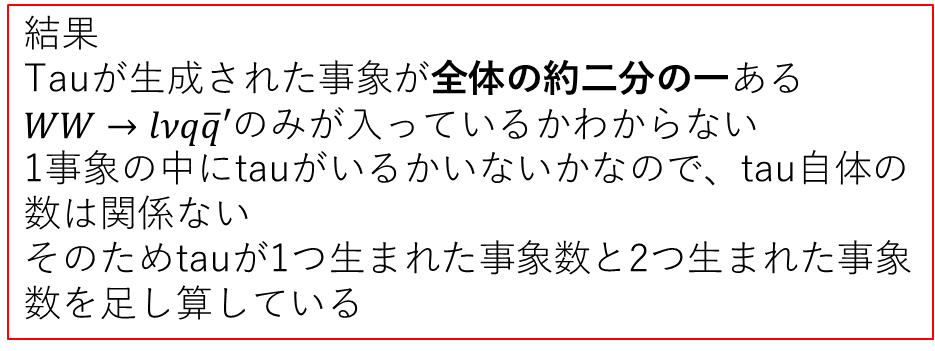 結果
Tauが生成された事象が全体の約二分の一ある
𝑊𝑊 → 𝑙𝜈𝑞𝑞̅′のみが入っているかわからない
1事象の中にtauがいるかいないかなので、tau自体の
数は関係ない
そのためtauが1つ生まれた事象数と2つ生まれた事象
数を足し算している